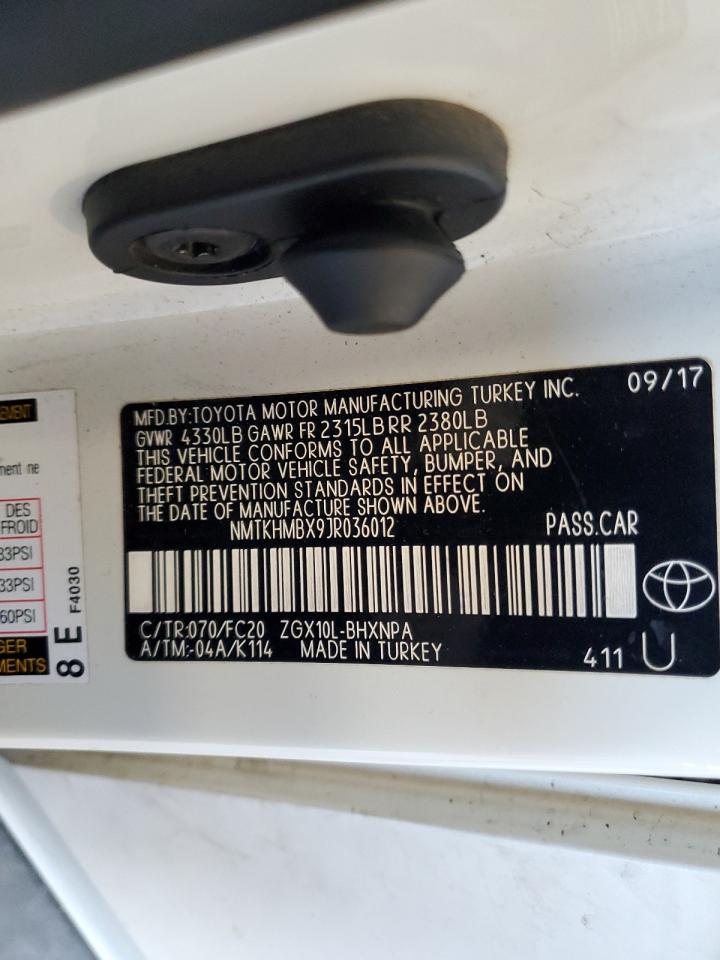 09/17
MFD.BY:TOYOTA MOTOR MANUFACTURING TURKEY INC.
GVWR 4330LB GAWR FR 2315LB RR 2380LB
THIS VEHICLE CONFORMS TO ALL APPLICABLE
FEDERAL MOTOR VEHICLE SAFETY, BUMPER, AND
THEFT PREVENTION STANDARDS IN EFFECT ON
THE DATE OF MANUFACTURE SHOWN ABOVE.
NMTKHMBX9JR036012 PASS.CAR
C/TR:070/FC20 ZGX10L-BHXNPA
A/TM:-04A/K114 MADE IN TURKEY
411 U
ne
DES
FROID
33PSI
33PSI
60PSI
8 E F4030